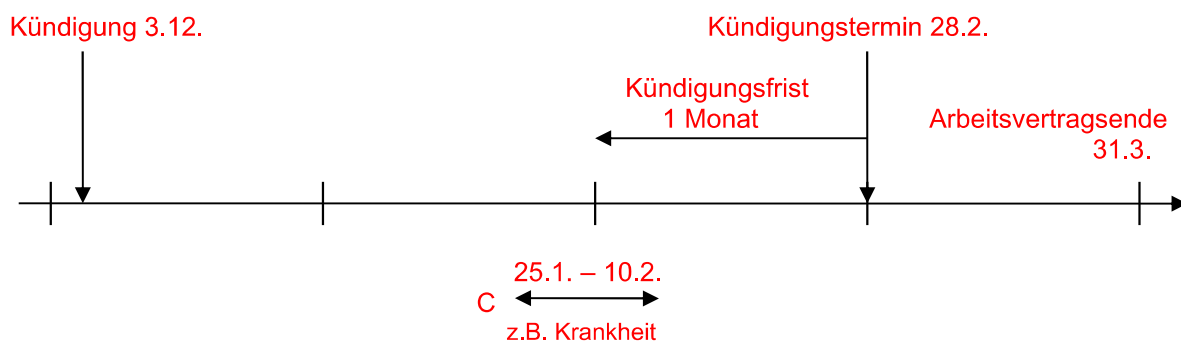 Kündigung 3.12.
Kündigungstermin 28.2.
Kündigungsfrist
1 Monat
Arbeitsvertragsende
31.3.
25.1. – 10.2.
C
z.B. Krankheit